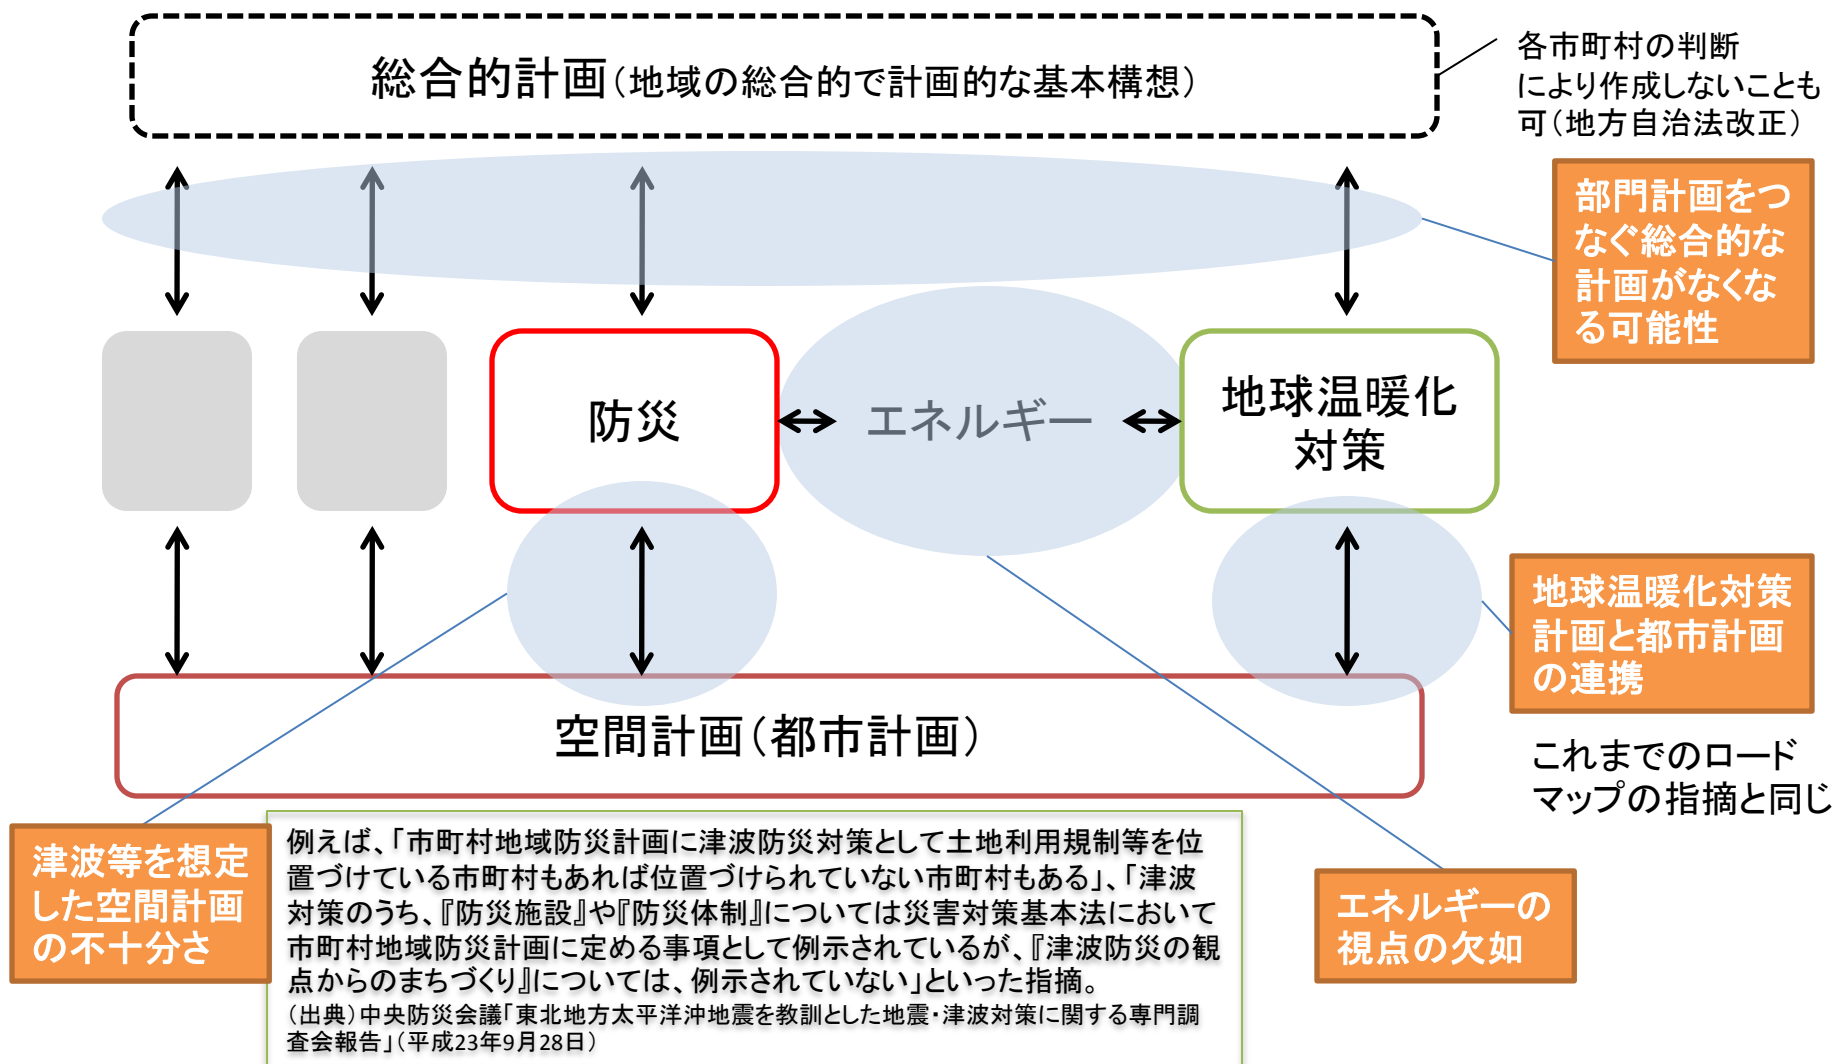 総合的計画（地域の総合的で計画的な基本構想）
各市町村の判断
により作成しないことも
可（地方自治法改正）
部門計画をつ
なぐ総合的な
計画がなくな
る可能性
防災
エネルギー
地球温暖化
対策
地球温暖化対策
計画と都市計画
の連携
これまでのロード
マップの指摘と同じ
空間計画（都市計画）
津波等を想定
した空間計画
の不十分さ
例えば、「市町村地域防災計画に津波防災対策として土地利用規制等を位
置づけている市町村もあれば位置づけられていない市町村もある」、「津波
対策のうち、『防災施設』や『防災体制』については災害対策基本法において
市町村地域防災計画に定める事項として例示されているが、『津波防災の観
点からのまちづくり』については、例示されていない」といった指摘。
（出典）中央防災会議「東北地方太平洋沖地震を教訓とした地震・津波対策に関する専門調
査会報告」（平成23年9月28日）
エネルギーの
視点の欠如